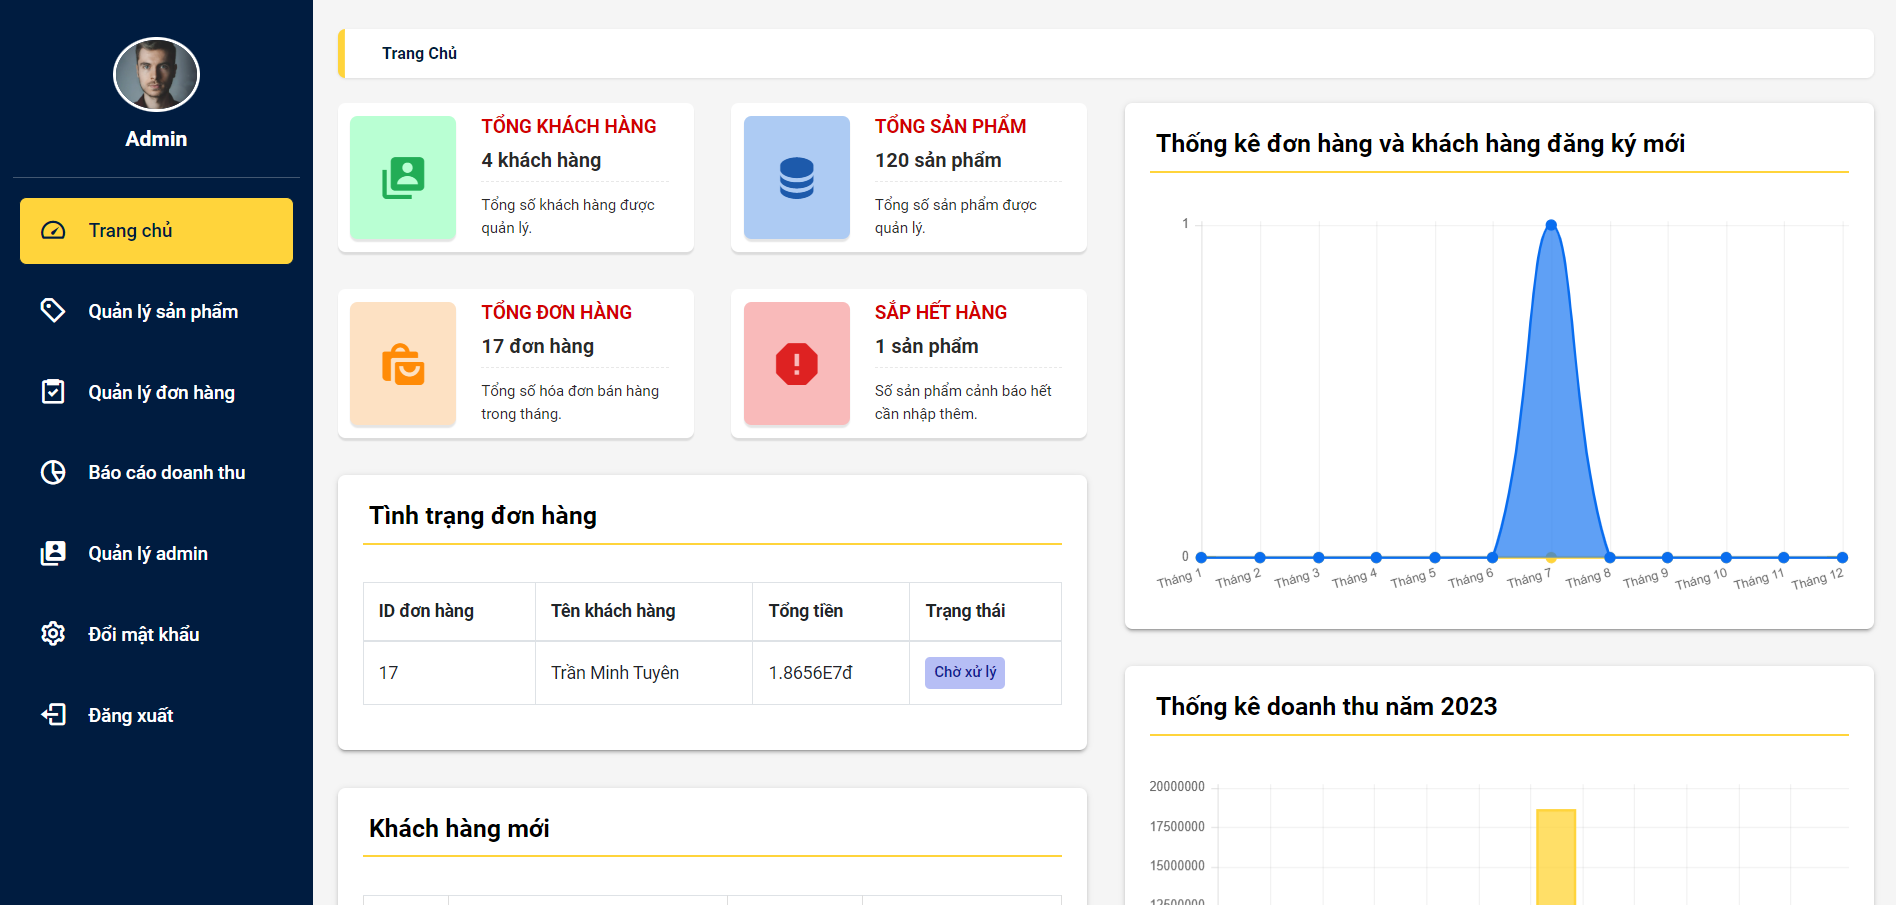 Admin
Trang chủ
Quản lý sản phẩm
Quản lý đơn hàng
Báo cáo doanh thu
Quản lý admin
Đổi mật khẩu
Đăng xuất
Trang Chủ
TỔNG KHÁCH HÀNG
4 khách hàng
Tổng số khách hàng được
quản lý.
TỔNG SẢN PHẨM
120 sản phẩm
Tổng số sản phẩm được
quản lý.
TỔNG ĐƠN HÀNG
17 đơn hàng
Tổng số hóa đơn bán hàng
trong tháng.
SẮP HẾT HÀNG
1 sản phẩm
Số sản phẩm cảnh báo hết
cần nhập thêm.
Tình trạng đơn hàng
ID đơn hàng Tên khách hàng Tổng tiền Trạng thái
17 Trần Minh Tuyên 1.8656E7đ Chờ xử lý
Khách hàng mới
Thống kê đơn hàng và khách hàng đăng ký mới
1
0
Tháng 1 Tháng 2 Tháng 3 Tháng 4 Tháng 5 Tháng 6 Tháng 7 Tháng 8 Tháng 9 Tháng 10 Tháng 11 Tháng 12
Thống kê doanh thu năm 2023
20000000
17500000
15000000
12500000